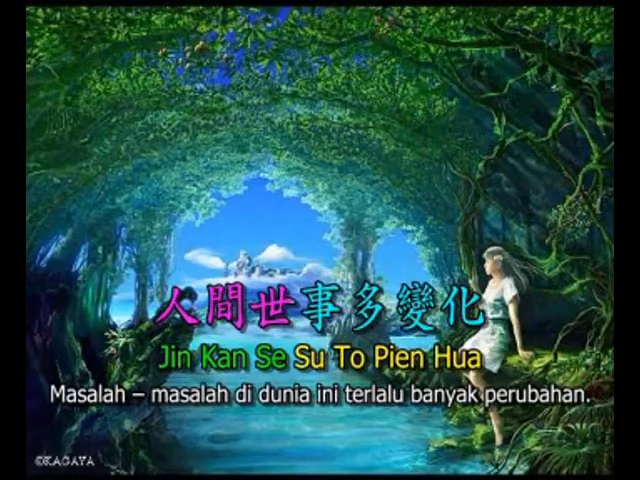 人間世事多變化
Jin Kan Se Su To Pien Hua
Masalah – masalah di dunia ini terlalu banyak perubahan.
©KAGAYA